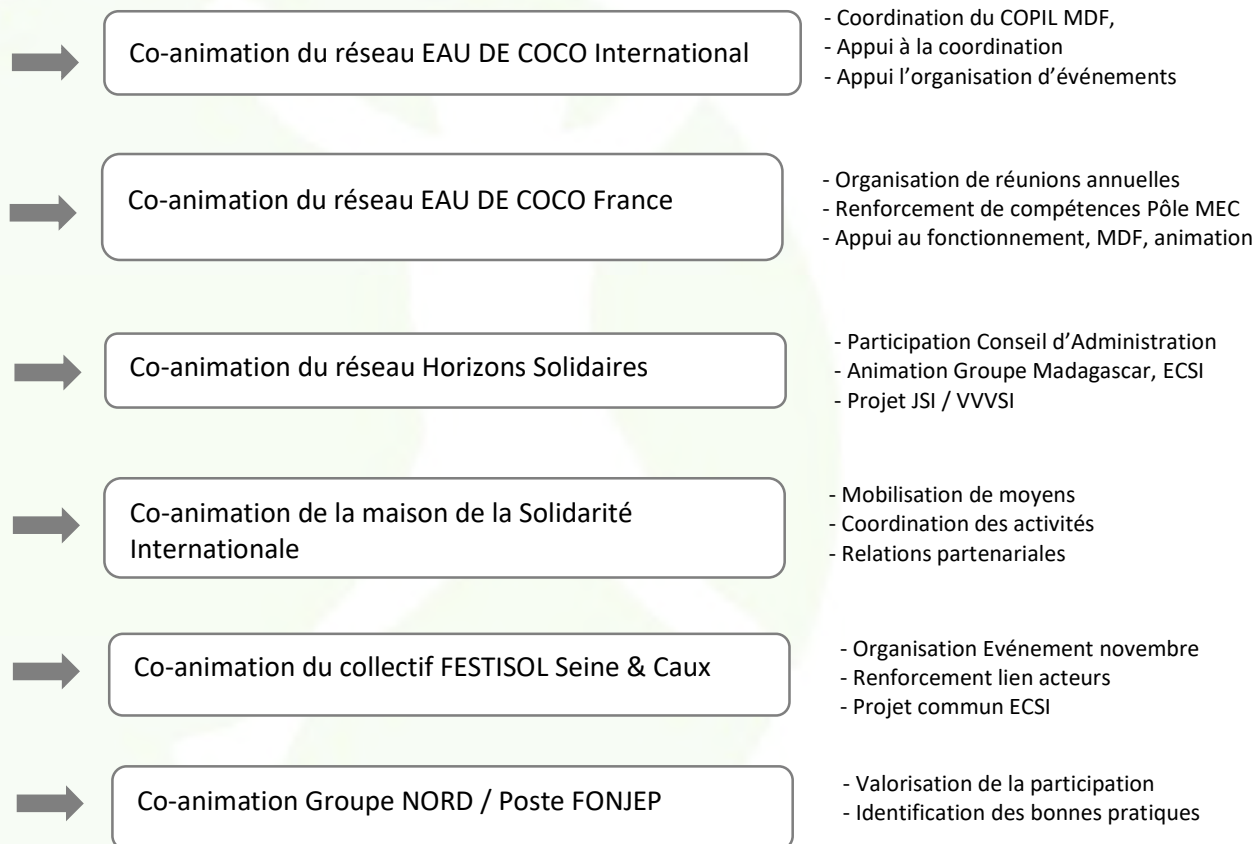 Co-animation du réseau EAU DE COCO International
- Coordination du COPIL MDF,
- Appui à la coordination
- Appui l’organisation d’événements
Co-animation du réseau EAU DE COCO France
- Organisation de réunions annuelles
- Renforcement de compétences Pôle MEC
- Appui au fonctionnement, MDF, animation
Co-animation du réseau Horizons Solidaires
- Participation Conseil d’Administration
- Animation Groupe Madagascar, ECSI
- Projet JSI / VVVSI
Co-animation de la maison de la Solidarité
Internationale
- Mobilisation de moyens
- Coordination des activités
- Relations partenariales
Co-animation du collectif FESTISOL Seine & Caux
- Organisation Evénement novembre
- Renforcement lien acteurs
- Projet commun ECSI
Co-animation Groupe NORD / Poste FONJEP
- Valorisation de la participation
- Identification des bonnes pratiques